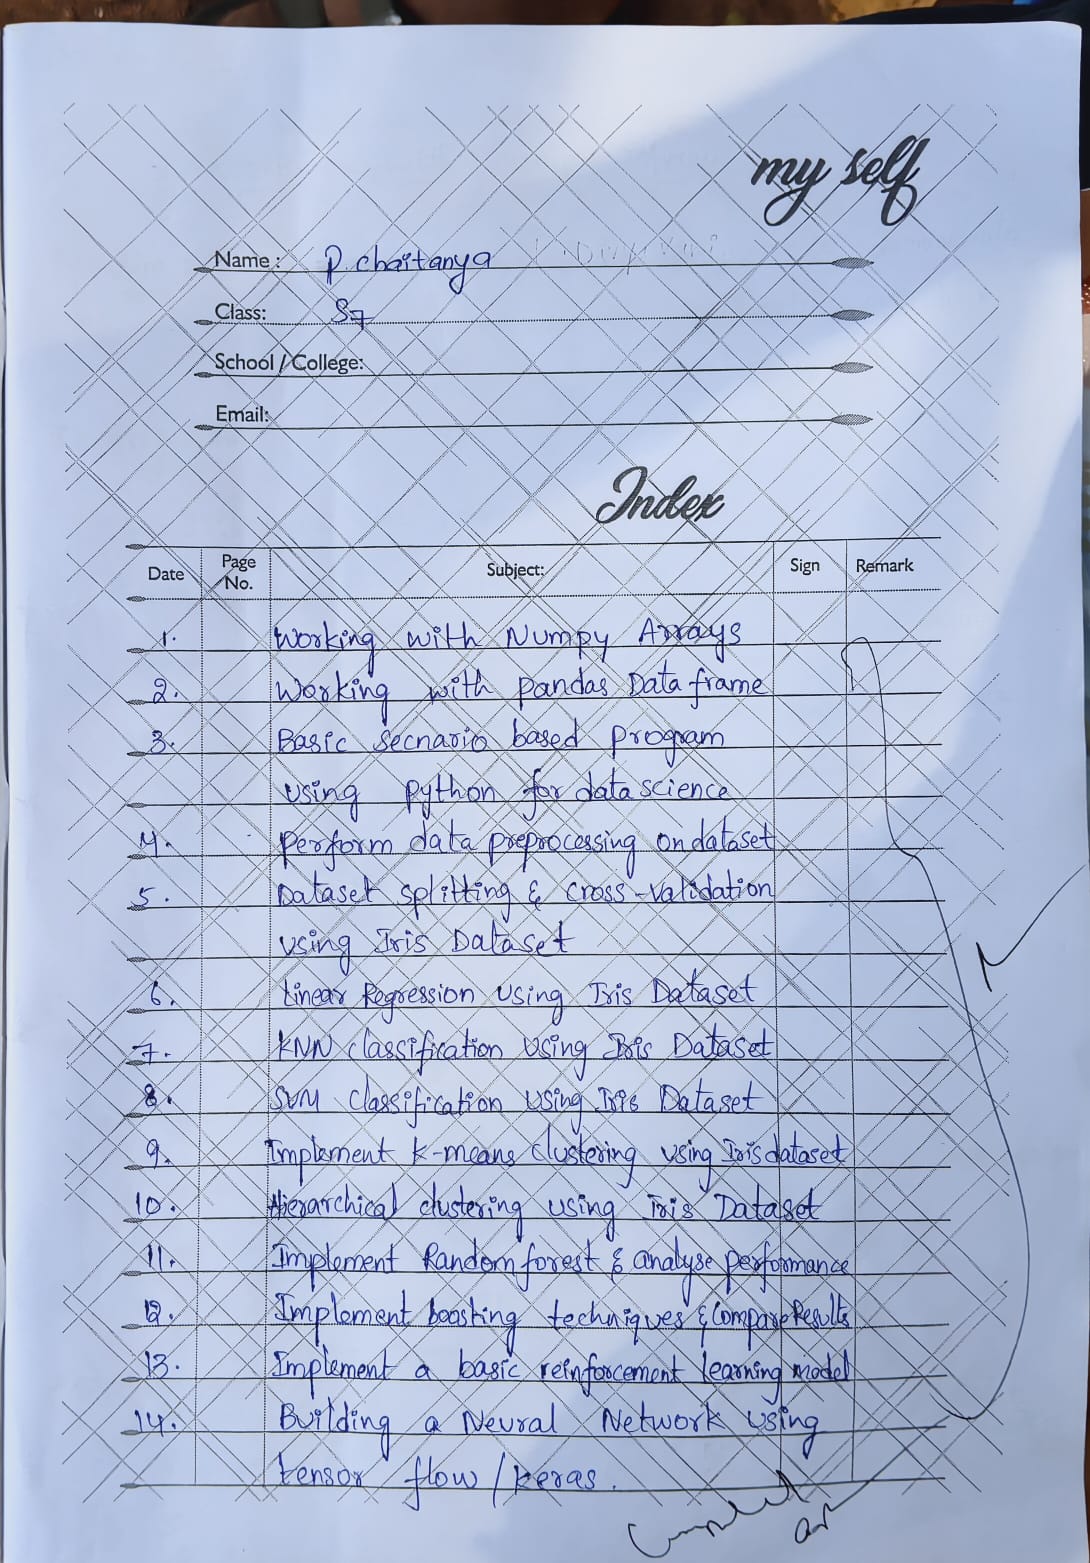 my self
Name: P. chaitanya
Class: S7
School / College:
Email:
Index
Date Page No. Subject: Sign Remark
1. Working with Numpy Arrays
2. Working with pandas Data frame
3. Basic Secnario based program
using python for data science
4. Perform data preprocessing on dataset
5. Dataset splitting & cross-validation
using Iris Dataset
6. Linear Regression using Iris Dataset
7. KNN classification using Iris Dataset
8. SVM classification using Iris Dataset
9. Implement k-means clustering using Iris dataset
10. Hierarchical clustering using Iris Dataset
11. Implement Random forest & analyse performance
12. Implement boosting techniques & Compare Results
13. Implement a basic reinforcement learning model
14. Building a Neural Network using
tensor flow / keras.